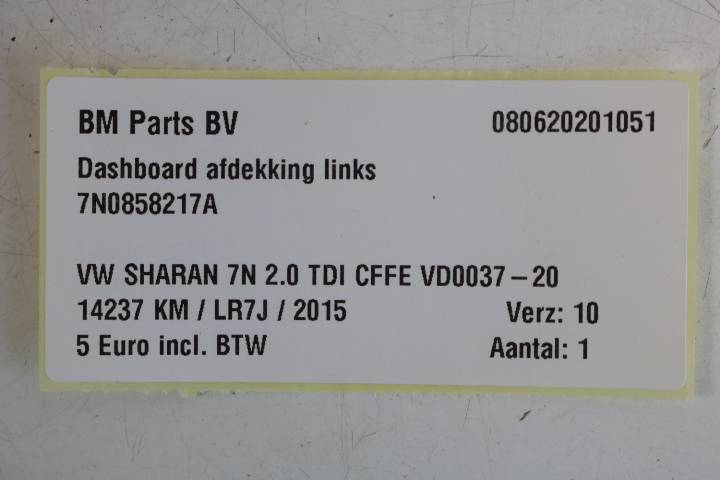 BM Parts BV 080620201051
Dashboard afdekking links
7N0858217A
VW SHARAN 7N 2.0 TDI CFFE VD0037-20
14237 KM / LR7J / 2015 Verz: 10
5 Euro incl. BTW Aantal: 1